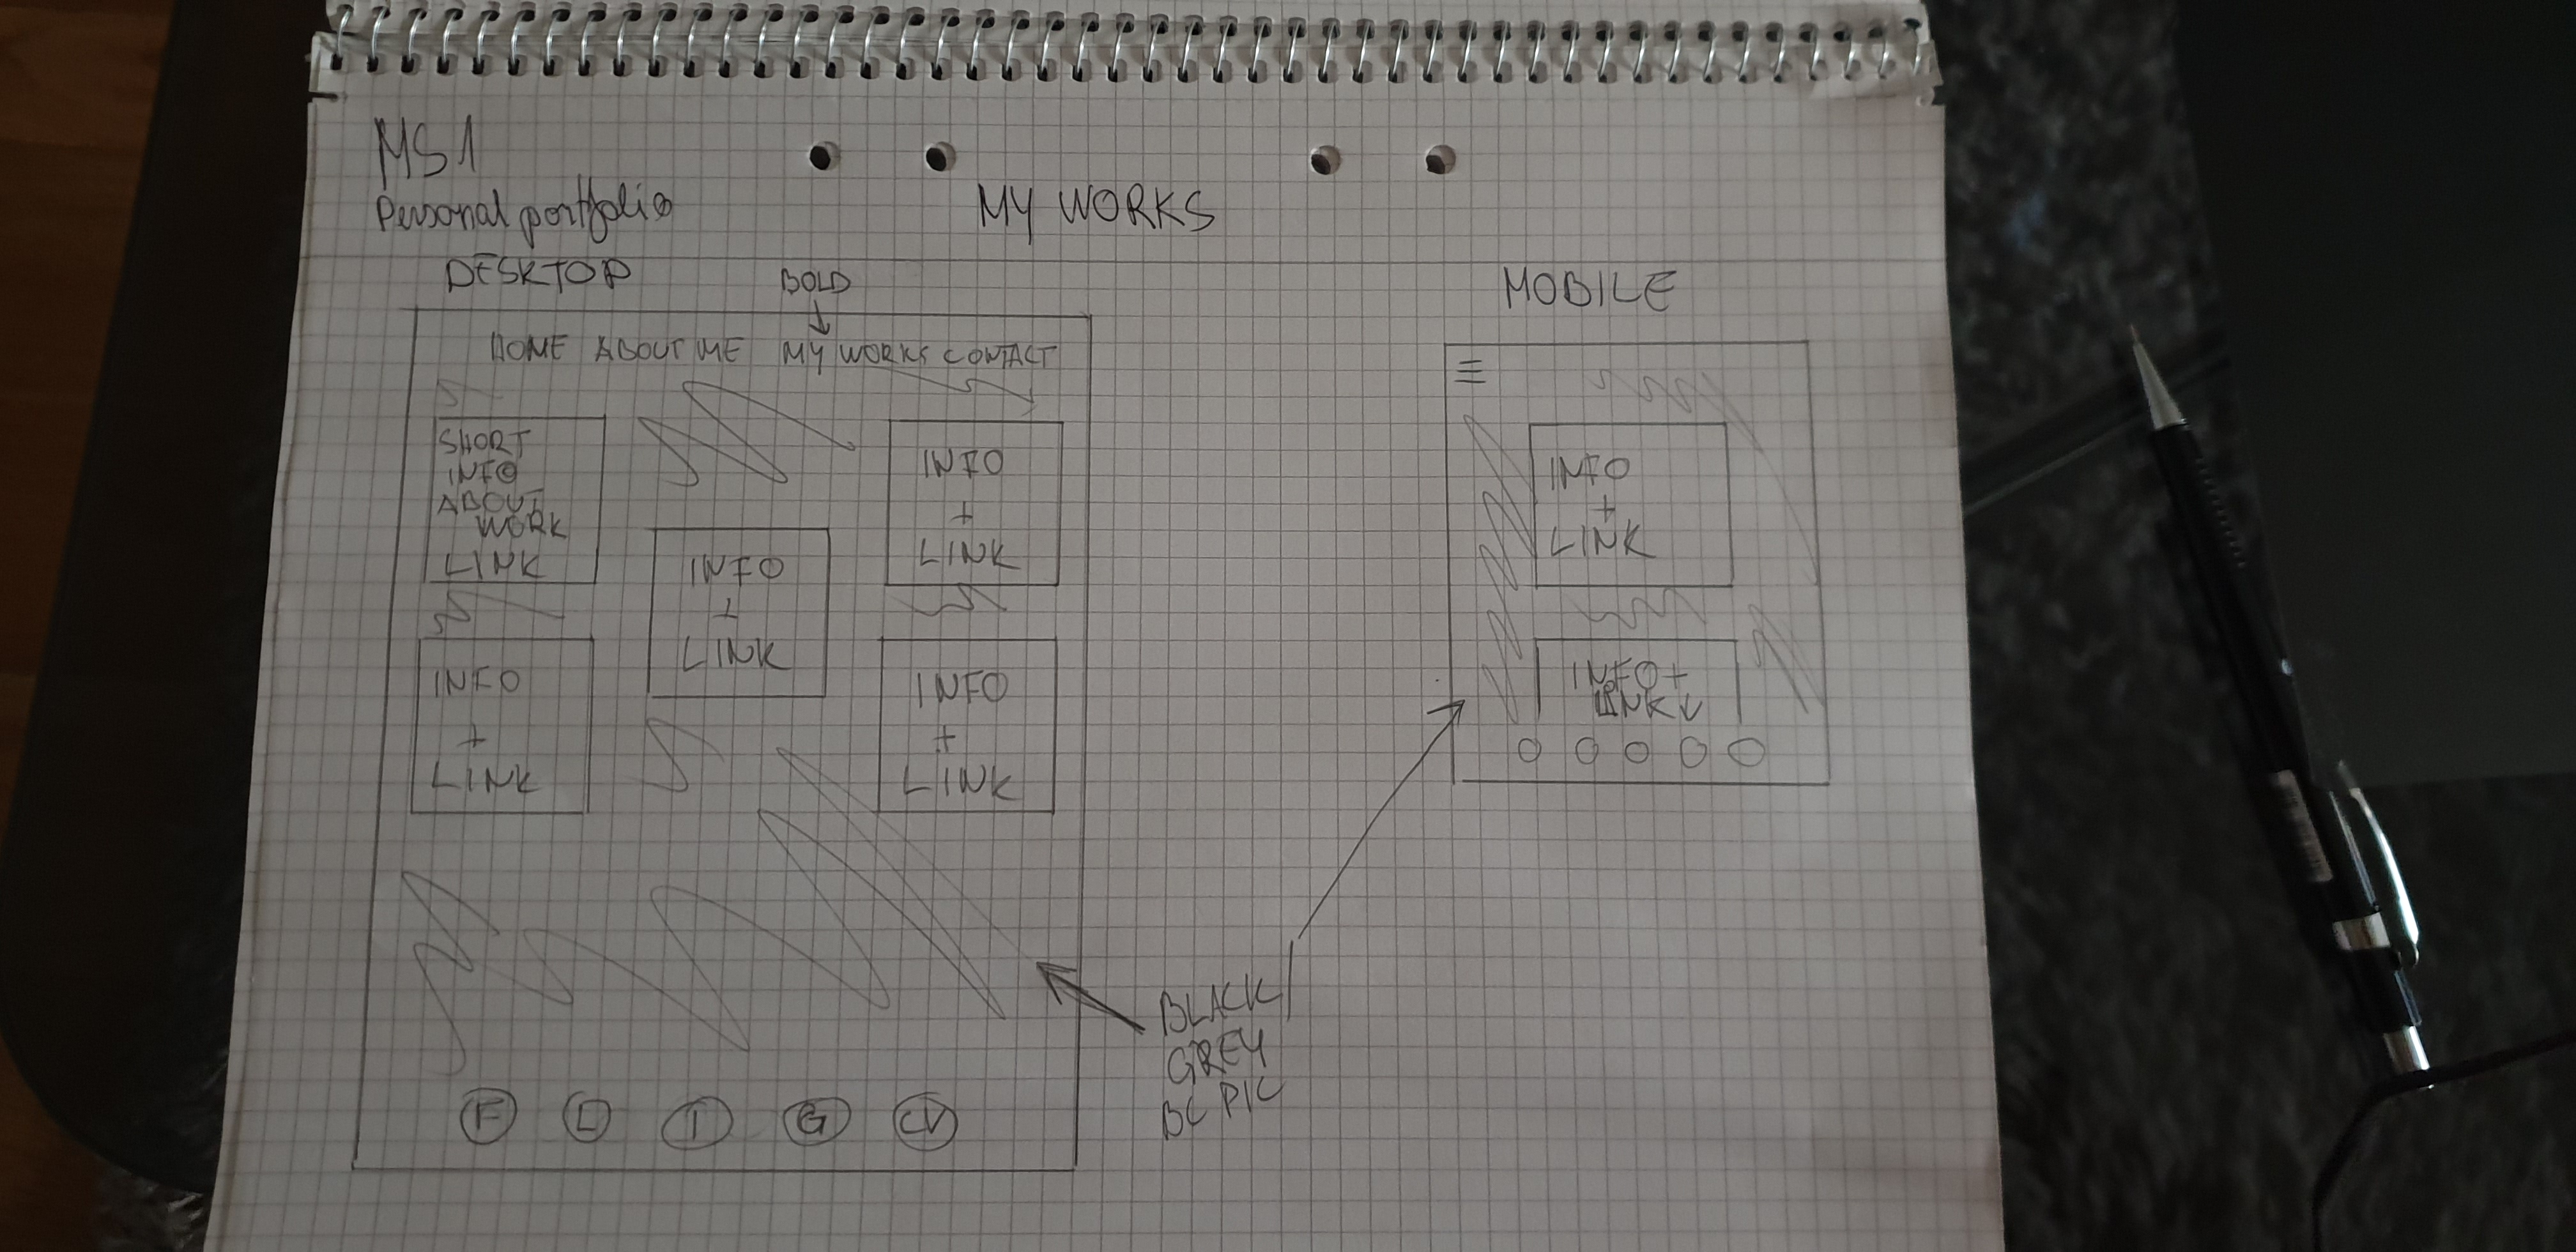 MS1
Personal portfolio
MY WORKS
DESKTOP
BOLD
HOME ABOUT ME MY WORKS CONTACT
SHORT
INFO
ABOUT
WORK
LINK
INFO
+
LINK
INFO
+
LINK
INFO
+
LINK
INFO
+
LINK
F L I G CV
MOBILE
INFO
+
LINK
INFO +
LINK
BLACK/
GREY
BC PIC